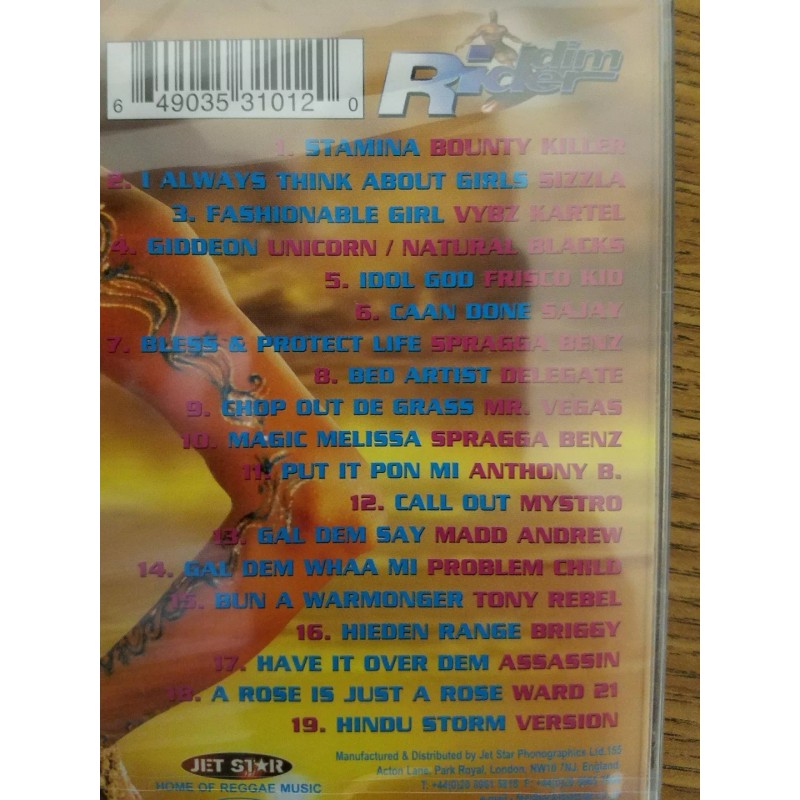 Riddim
Rider
6 49035 31012 0
1. STAMINA BOUNTY KILLER
2. I ALWAYS THINK ABOUT GIRLS SIZZLA
3. FASHIONABLE GIRL VYBZ KARTEL
4. GIDDEON UNICORN / NATURAL BLACKS
5. IDOL GOD FRISCO KID
6. CAAN DONE SAJAY
7. BLESS & PROTECT LIFE SPRAGGA BENZ
8. BED ARTIST DELEGATE
9. CHOP OUT DE GRASS MR. VEGAS
10. MAGIC MELISSA SPRAGGA BENZ
11. PUT IT PON MI ANTHONY B.
12. CALL OUT MYSTRO
13. GAL DEM SAY MADD ANDREW
14. GAL DEM WHAA MI PROBLEM CHILD
15. BUN A WARMONGER TONY REBEL
16. HIEDEN RANGE BRIGGY
17. HAVE IT OVER DEM ASSASSIN
18. A ROSE IS JUST A ROSE WARD 21
19. HINDU STORM VERSION
JET STAR
HOME OF REGGAE MUSIC
Manufactured & Distributed by Jet Star Phonographics Ltd. 155
Acton Lane, Park Royal, London, NW10 7NJ, England